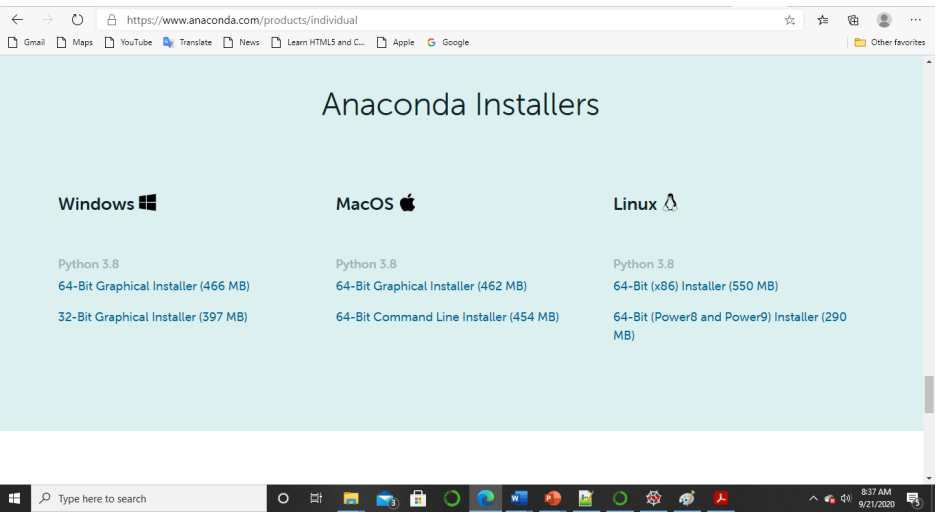 https://www.anaconda.com/products/individual
Gmail Maps YouTube Translate News Learn HTML5 and C... Apple G Google Other favorites
Anaconda Installers
Windows MacOS Linux
Python 3.8 Python 3.8 Python 3.8
64-Bit Graphical Installer (466 MB) 64-Bit Graphical Installer (462 MB) 64-Bit (x86) Installer (550 MB)
32-Bit Graphical Installer (397 MB) 64-Bit Command Line Installer (454 MB) 64-Bit (Power8 and Power9) Installer (290
MB)
Type here to search
8:37 AM
9/21/2020